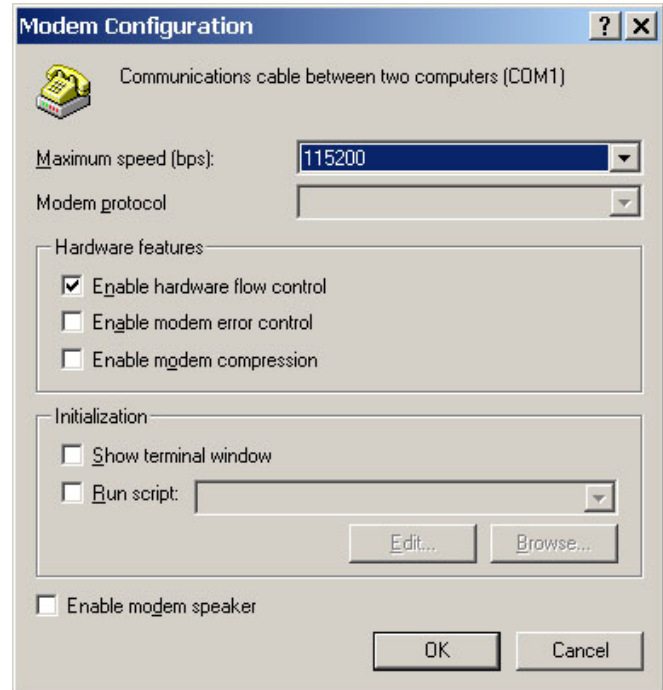 Modem Configuration
Communications cable between two computers (COM1)
Maximum speed (bps): 115200
Modem protocol
Hardware features
Enable hardware flow control
Enable modem error control
Enable modem compression
Initialization
Show terminal window
Run script:
Edit... Browse...
Enable modem speaker
OK Cancel